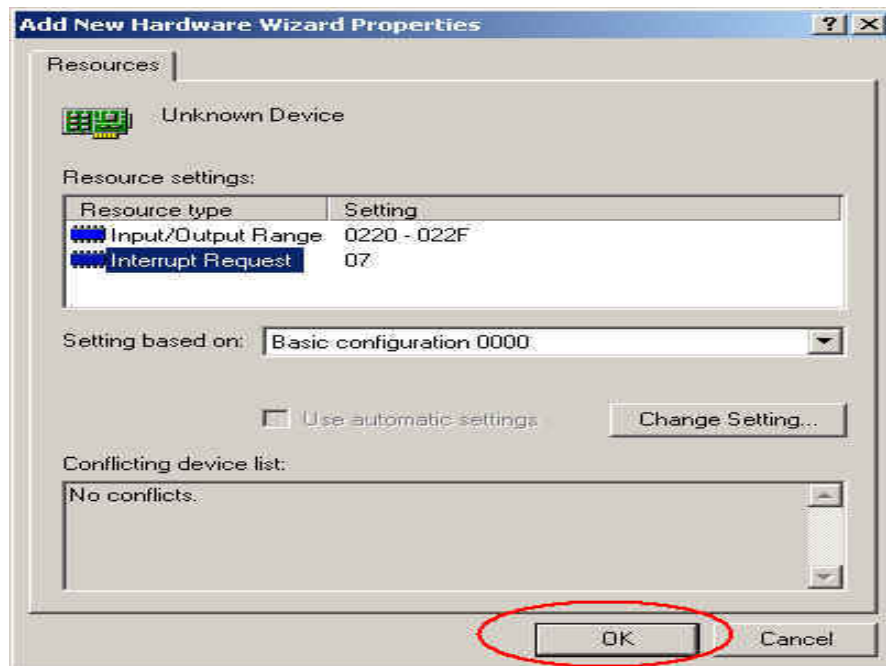 Add New Hardware Wizard Properties
Resources
Unknown Device
Resource settings:
Resource type Setting
Input/Output Range 0220 - 022F
Interrupt Request 07
Setting based on: Basic configuration 0000
Use automatic settings Change Setting...
Conflicting device list:
No conflicts.
OK Cancel